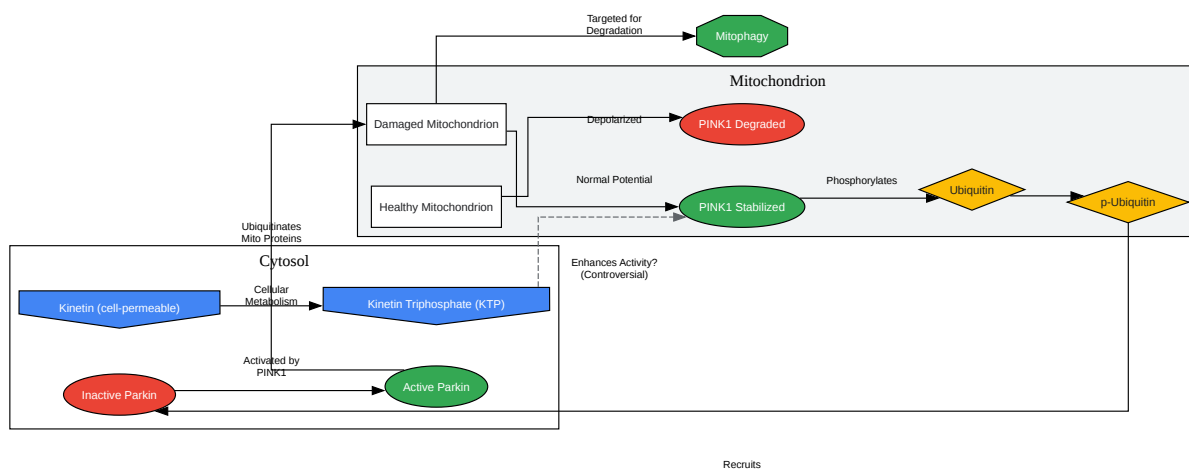 Targeted for
Degradation
Mitophagy
Mitochondrion
Damaged Mitochondrion
Depolarized
PINK1 Degraded
Healthy Mitochondrion
Normal Potential
PINK1 Stabilized
Phosphorylates
Ubiquitin
p-Ubiquitin
Ubiquitinates
Mito Proteins
Cytosol
Enhances Activity?
(Controversial)
Kinetin (cell-permeable)
Cellular
Metabolism
Kinetin Triphosphate (KTP)
Activated by
PINK1
Inactive Parkin
Active Parkin
Recruits